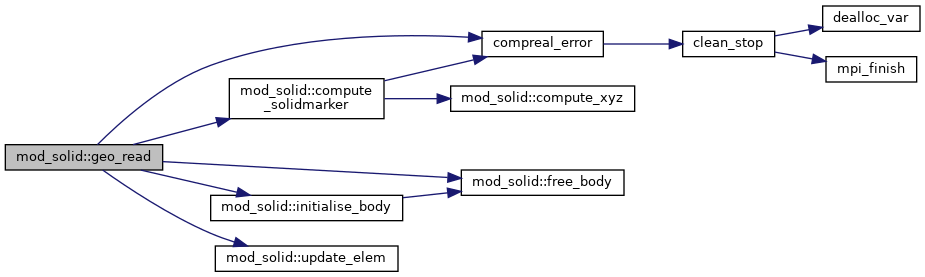 mod_solid::geo_read
compreal_error
clean_stop
dealloc_var
mpi_finish
mod_solid::compute
_solidmarker
mod_solid::compute_xyz
mod_solid::free_body
mod_solid::initialise_body
mod_solid::update_elem